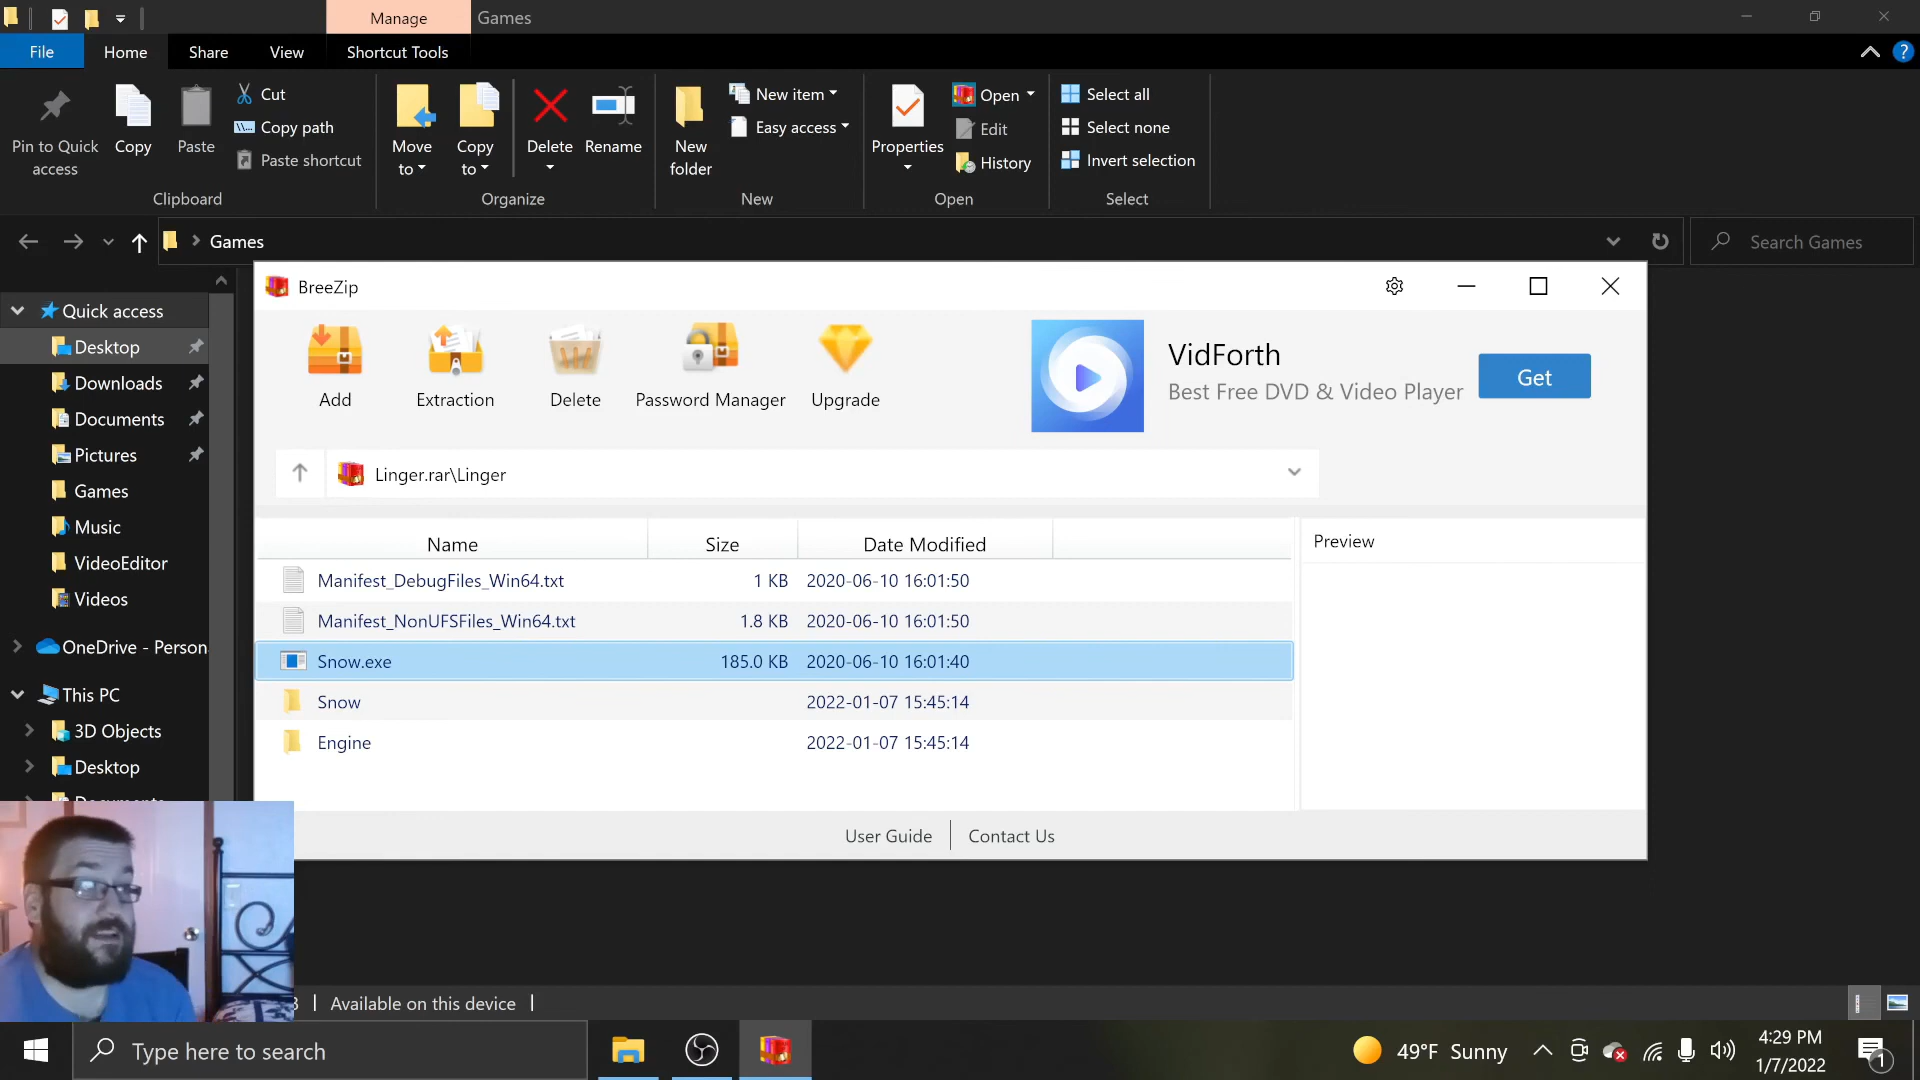 Manage
Games
File
Home
Share
View
Shortcut Tools
Pin to Quick access
Copy
Paste
Cut
Copy path
Paste shortcut
Clipboard
Move to
Copy to
Delete
Rename
Organize
New folder
New item
Easy access
New
Properties
Open
Edit
History
Open
Select all
Select none
Invert selection
Select
Games
Search Games
Quick access
Desktop
Downloads
Documents
Pictures
Games
Music
VideoEditor
Videos
OneDrive - Person
This PC
3D Objects
Desktop
BreeZip
Add
Extraction
Delete
Password Manager
Upgrade
VidForth
Best Free DVD & Video Player
Get
Linger.rar\Linger
Name Size Date Modified
Preview
Manifest_DebugFiles_Win64.txt 1 KB 2020-06-10 16:01:50
Manifest_NonUFSFiles_Win64.txt 1.8 KB 2020-06-10 16:01:50
Snow.exe 185.0 KB 2020-06-10 16:01:40
Snow 2022-01-07 15:45:14
Engine 2022-01-07 15:45:14
User Guide
Contact Us
Available on this device
Type here to search
49°F Sunny
4:29 PM
1/7/2022
1